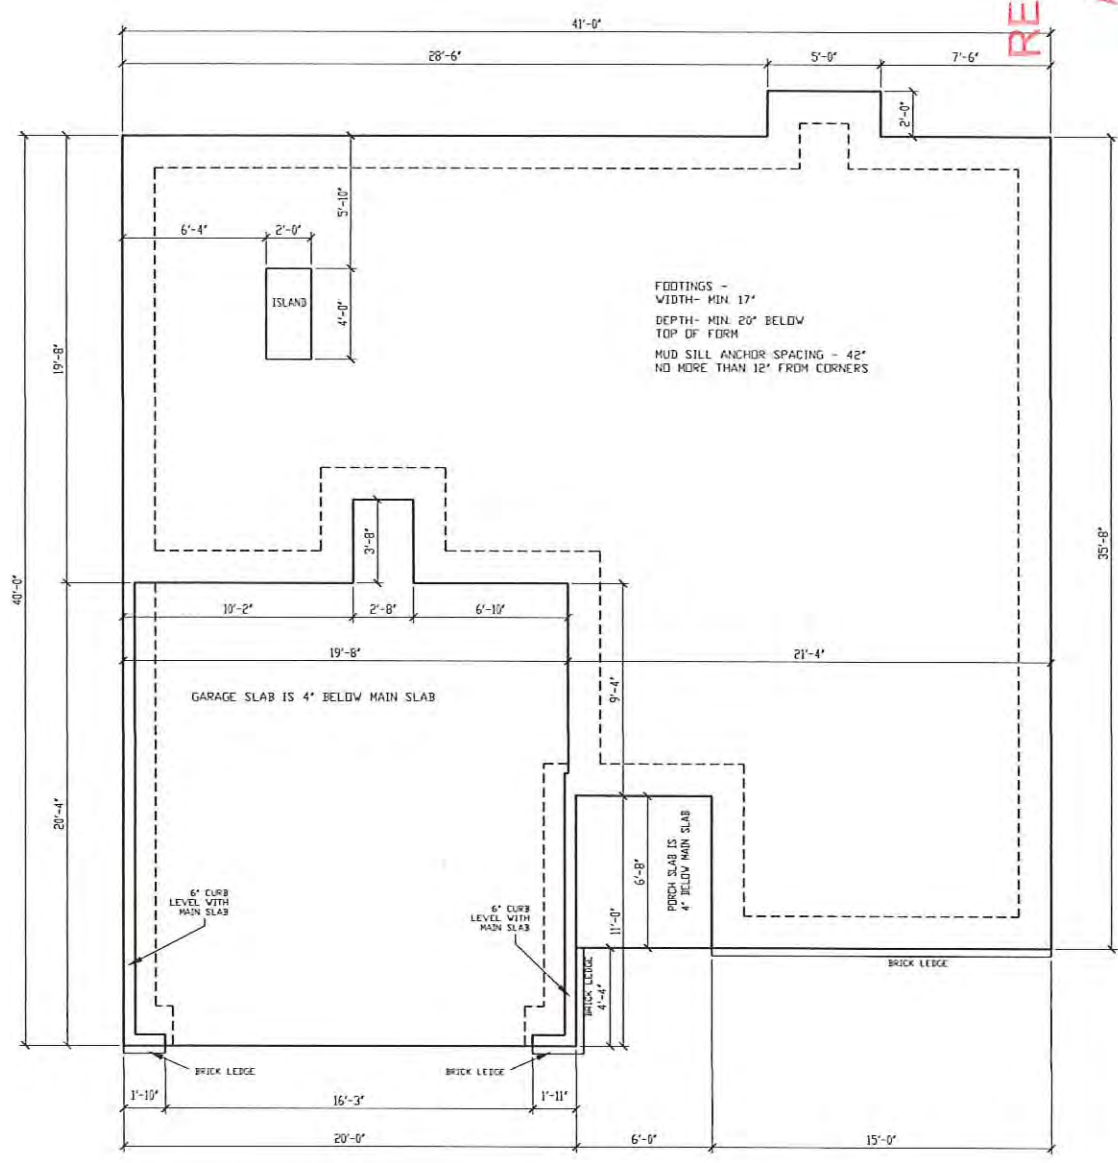 41'-0"
RE
28'-6"
5'-0"
7'-6"
2'-0"
5'-10"
6'-4"
2'-0"
ISLAND
4'-0"
FOOTINGS -
WIDTH- MIN. 17"
DEPTH- MIN. 20" BELOW
TOP OF FORM
MUD SILL ANCHOR SPACING - 42"
NO MORE THAN 12" FROM CORNERS
19'-8"
3'-8"
35'-8"
40'-0"
10'-2"
2'-8"
6'-10"
19'-8"
21'-4"
9'-4"
GARAGE SLAB IS 4" BELOW MAIN SLAB
20'-4"
6'-8"
PORCH SLAB IS
4" BELOW MAIN SLAB
6" CURB
LEVEL WITH
MAIN SLAB
6" CURB
LEVEL WITH
MAIN SLAB
11'-0"
BRICK LEDGE
4'-4"
BRICK LEDGE
BRICK LEDGE
BRICK LEDGE
1'-10"
16'-3"
1'-11"
20'-0"
6'-0"
15'-0"